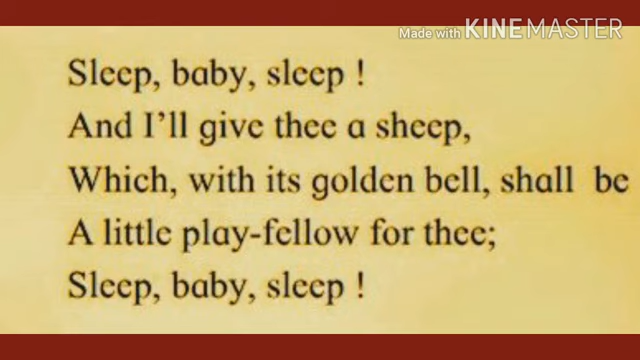 Made with KINEMASTER
Sleep, baby, sleep !
And I'll give thee a sheep,
Which, with its golden bell, shall be
A little play-fellow for thee;
Sleep, baby, sleep !